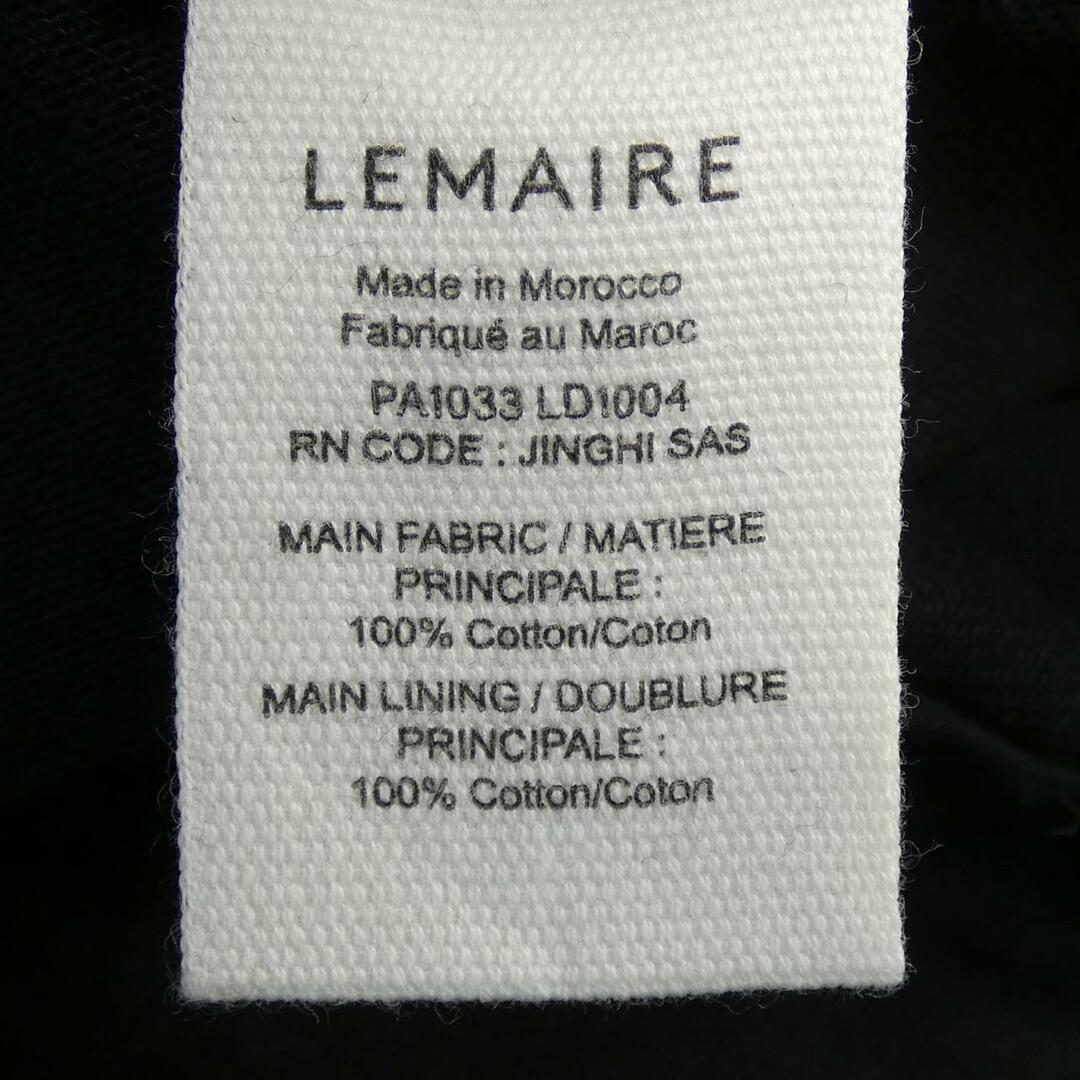 LEMAIRE
Made in Morocco
Fabriqué au Maroc
PA1033 LD1004
RN CODE : JINGHI SAS
MAIN FABRIC / MATIERE
PRINCIPALE :
100% Cotton/Coton
MAIN LINING / DOUBLURE
PRINCIPALE :
100% Cotton/Coton